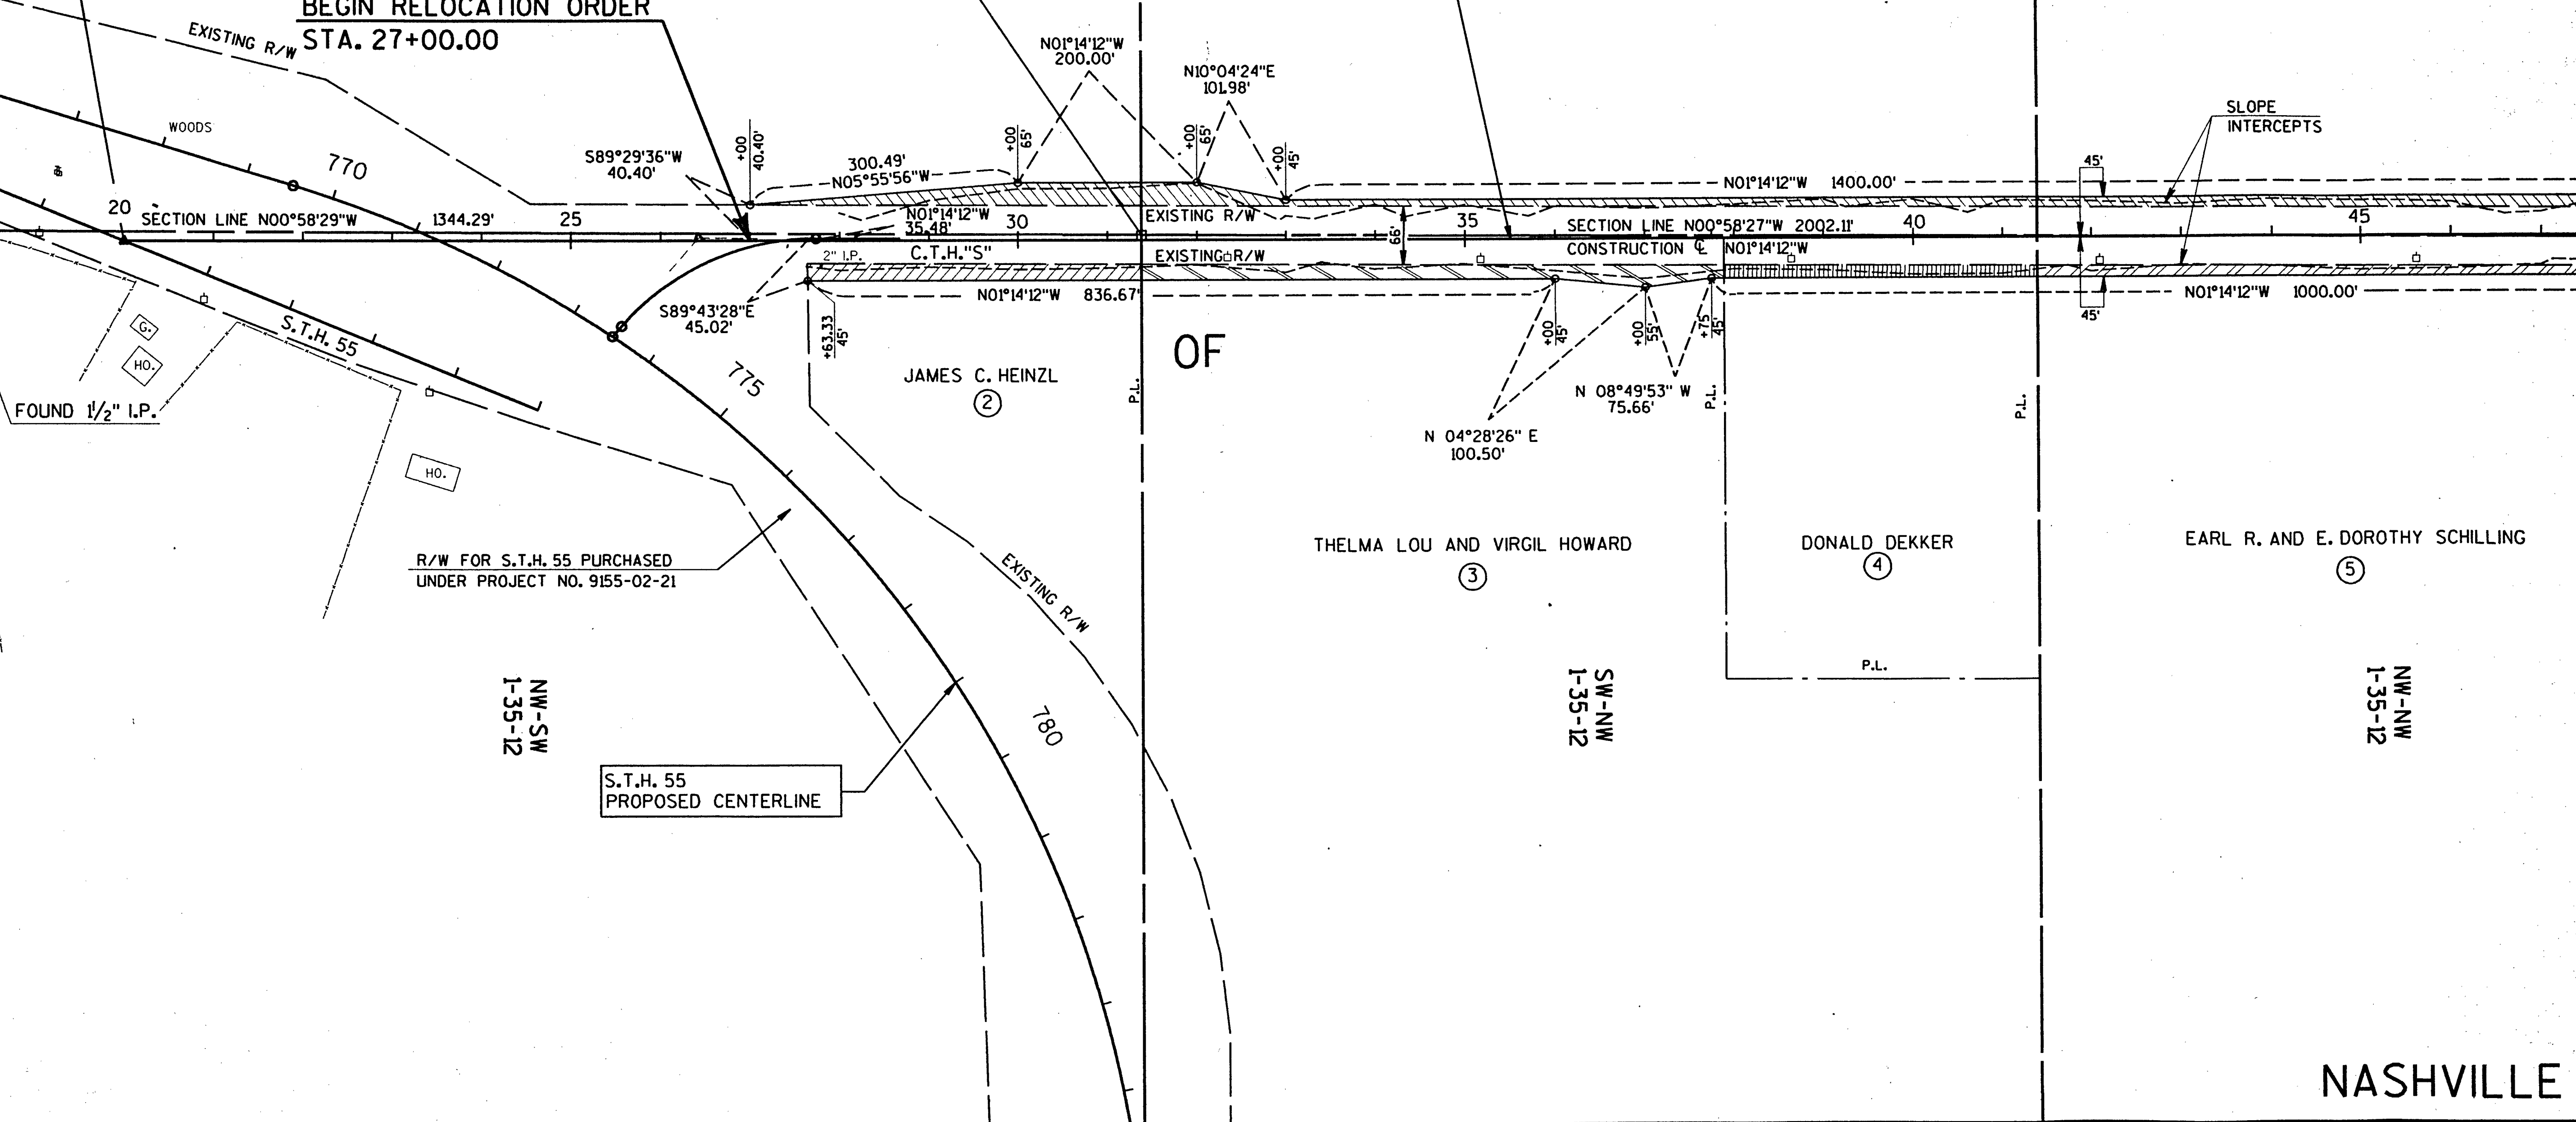 BEGIN RELOCATION ORDER
STA. 27+00.00
EXISTING R/W
WOODS
770
20
SECTION LINE N00°58'29"W 1344.29'
25
S89°29'36"W
40.40'
+00
40.40'
300.49'
N05°55'56"W
+00
65'
N01°14'12"W
200.00'
+00
65'
N10°04'24"E
101.98'
+00
45'
N01°14'12"W
35.48'
30
EXISTING R/W
2" I.P.
C.T.H."S"
EXISTING R/W
66'
35
SECTION LINE N00°58'27"W 2002.11'
CONSTRUCTION ℄ N01°14'12"W
40
N01°14'12"W 1400.00'
45'
SLOPE
INTERCEPTS
45
N01°14'12"W 1000.00'
45'
S89°43'28"E
45.02'
+63.33
45'
N01°14'12"W 836.67'
+00
45'
+00
55'
+75
45'
N 08°49'53" W
75.66'
N 04°28'26" E
100.50'
P.L.
P.L.
P.L.
P.L.
OF
G.
HO.
HO.
S.T.H. 55
FOUND 1 1/2" I.P.
775
JAMES C. HEINZL
2
THELMA LOU AND VIRGIL HOWARD
3
DONALD DEKKER
4
EARL R. AND E. DOROTHY SCHILLING
5
R/W FOR S.T.H. 55 PURCHASED
UNDER PROJECT NO. 9155-02-21
EXISTING R/W
NW-SW
1-35-12
SW-NW
1-35-12
NW-NW
1-35-12
780
S.T.H. 55
PROPOSED CENTERLINE
NASHVILLE